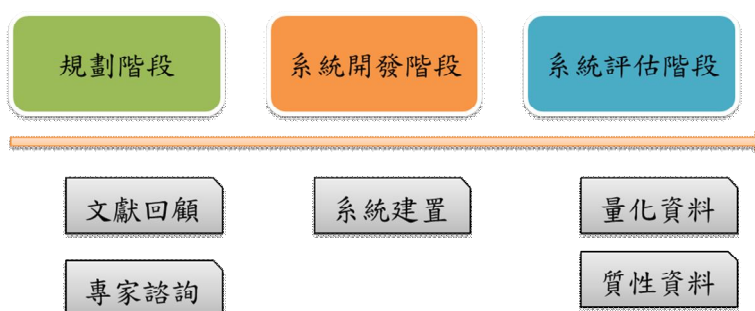 規劃階段
系統開發階段
系統評估階段
文獻回顧
系統建置
量化資料
專家諮詢
質性資料